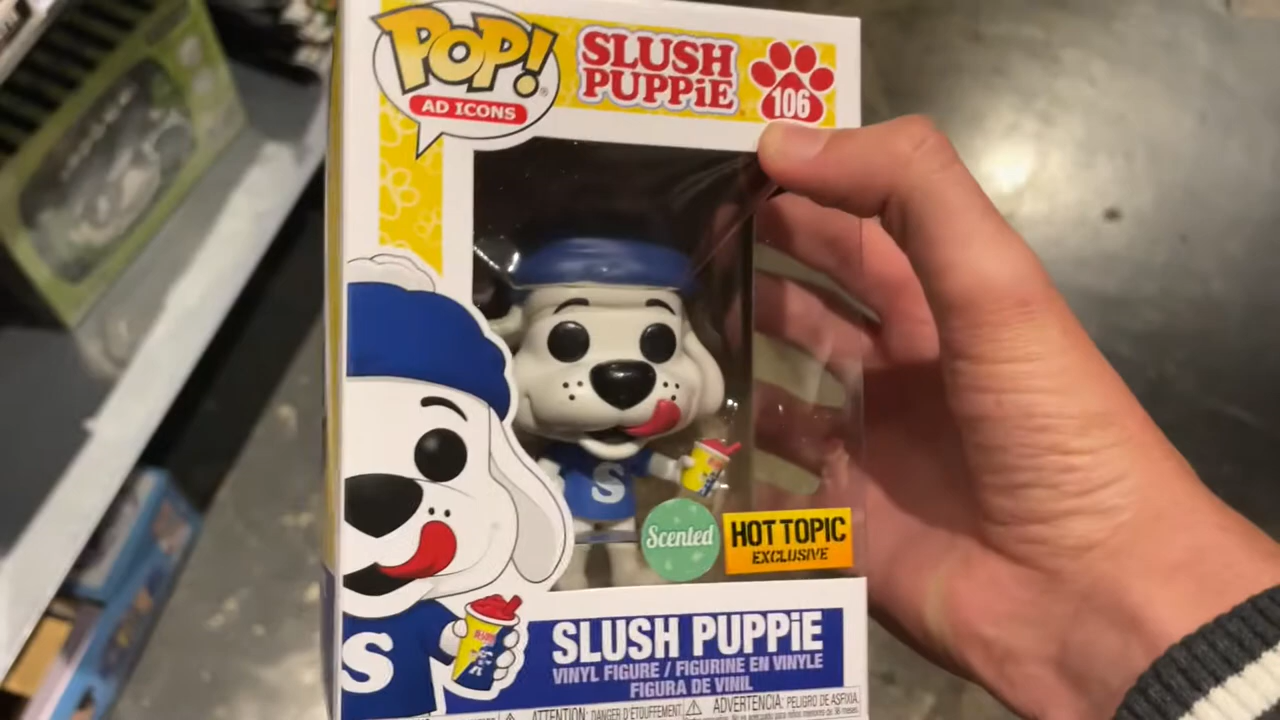 POP!
AD ICONS
SLUSH
PUPPiE
106
S
Scented
HOT TOPIC
EXCLUSIVE
S
SLUSH PUPPiE
VINYL FIGURE / FIGURINE EN VINYLE
FIGURA DE VINIL
ATTENTION: DANGER D'ÉTOUFFEMENT.
ADVERTENCIA: PELIGRO DE ASFIXIA.